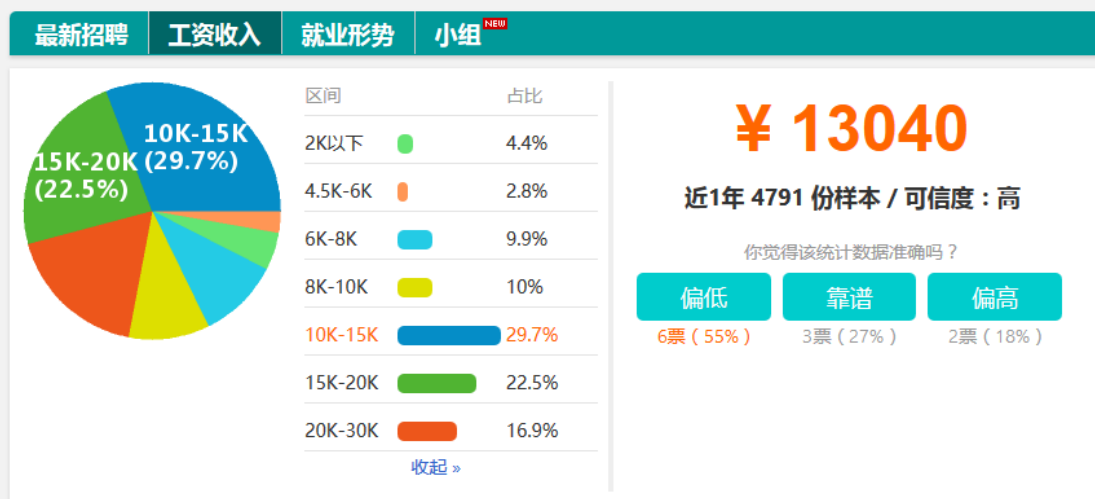 最新招聘 工资收入 就业形势 小组 NEW
10K-15K
(29.7%)
15K-20K
(22.5%)
区间 占比
2K以下 4.4%
4.5K-6K 2.8%
6K-8K 9.9%
8K-10K 10%
10K-15K 29.7%
15K-20K 22.5%
20K-30K 16.9%
收起 »
¥ 13040
近1年 4791 份样本 / 可信度：高
你觉得该统计数据准确吗？
偏低 靠谱 偏高
6票（55%） 3票（27%） 2票（18%）